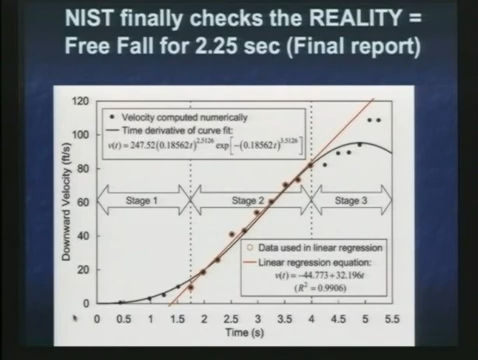 NIST finally checks the REALITY =
Free Fall for 2.25 sec (Final report)
120
100
80
60
40
20
0
Downward Velocity (ft/s)
Velocity computed numerically
Time derivative of curve fit:
v(t) = 247.52(0.18562t)^2.5126 exp[−(0.18562t)^3.5126]
Stage 1
Stage 2
Stage 3
Data used in linear regression
Linear regression equation:
v(t) = −44.773 + 32.196t
(R² = 0.9906)
0 0.5 1 1.5 2 2.5 3 3.5 4 4.5 5 5.5
Time (s)